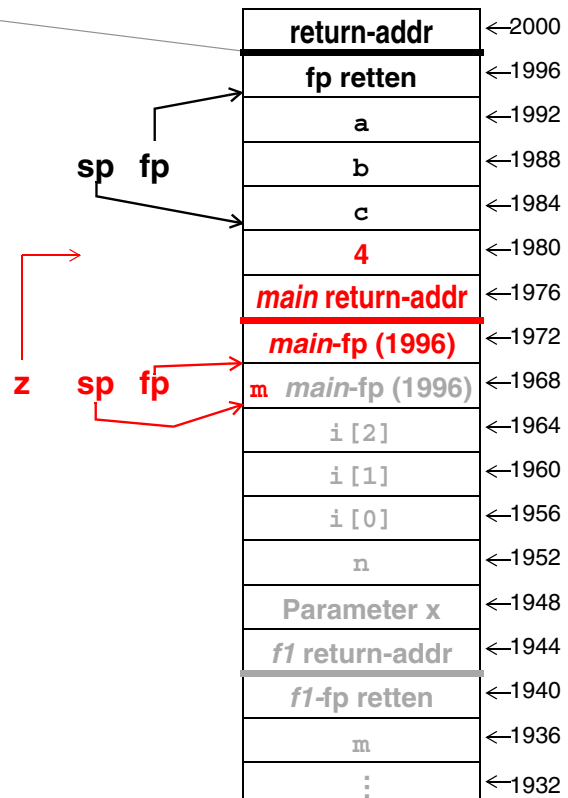 return-addr ←2000
fp retten ←1996
a ←1992
sp fp b ←1988
c ←1984
4 ←1980
main return-addr ←1976
main-fp (1996) ←1972
z sp fp m main-fp (1996) ←1968
i[2] ←1964
i[1] ←1960
i[0] ←1956
n ←1952
Parameter x ←1948
f1 return-addr ←1944
f1-fp retten ←1940
m ←1936
⋮ ←1932